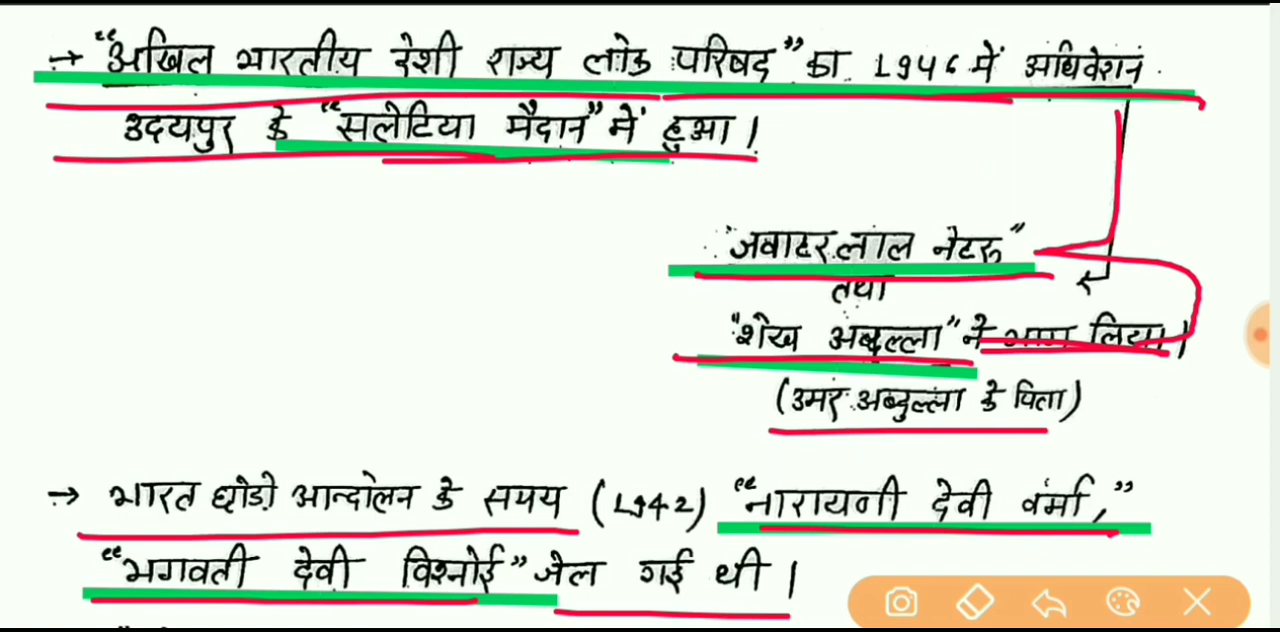 → "अखिल भारतीय देशी राज्य लोक परिषद" का 1946 में अधिवेशन
उदयपुर के "सलेटिया मैदान" में हुआ।
"जवाहर लाल नेहरू"
तथा
"शेख अब्दुल्ला" ने भाग लिया।
(उमर अब्दुल्ला के पिता)
→ भारत छोडो आन्दोलन के समय (1942) "नारायणी देवी वर्मा,"
"भगवती देवी विश्नोई" जेल गई थी।